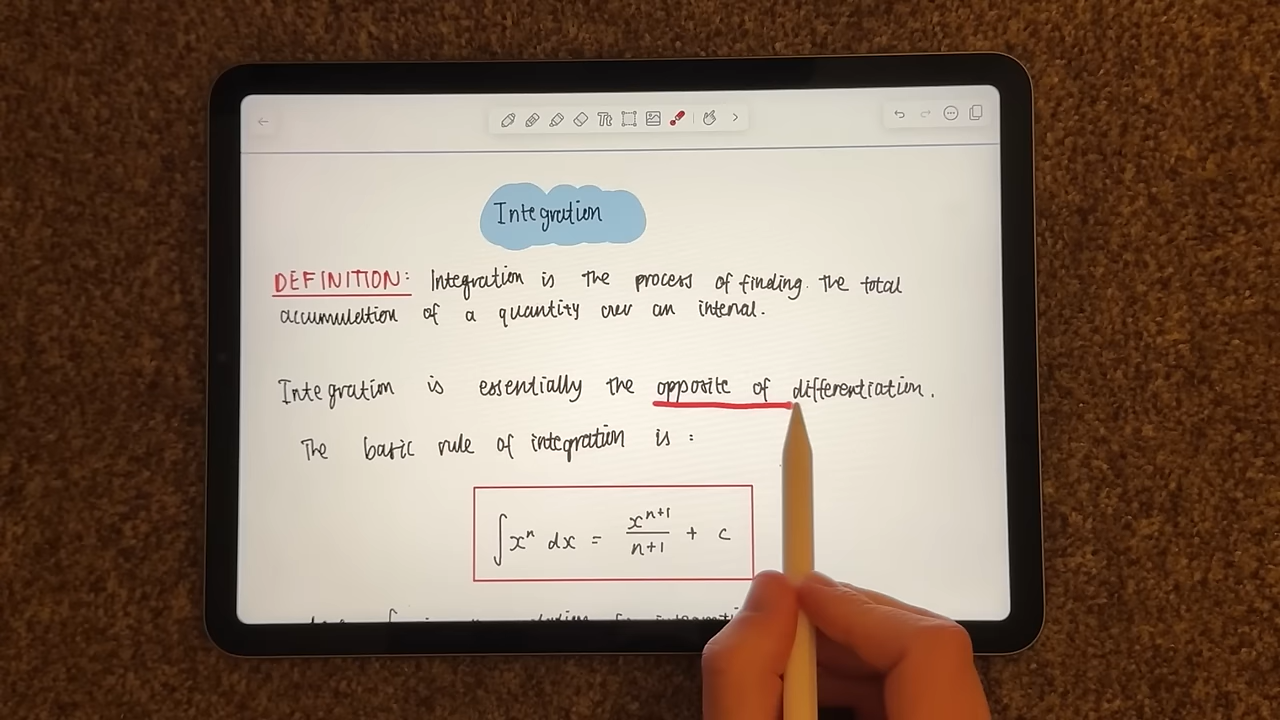 Integration
DEFINITION: Integration is the process of finding the total
accumulation of a quantity over an interval.
Integration is essentially the opposite of differentiation.
The basic rule of integration is :
∫xⁿ dx = xⁿ⁺¹/n+1 + c